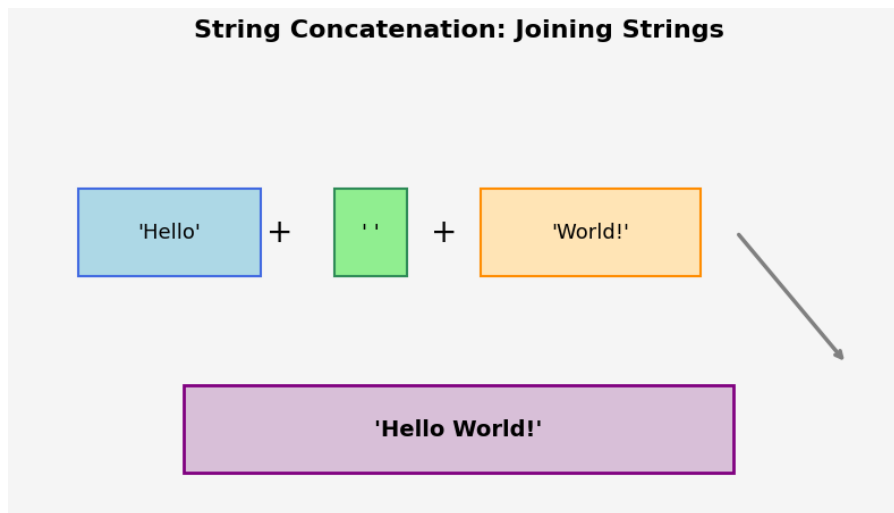 String Concatenation: Joining Strings
'Hello' + ' ' + 'World!'
'Hello World!'